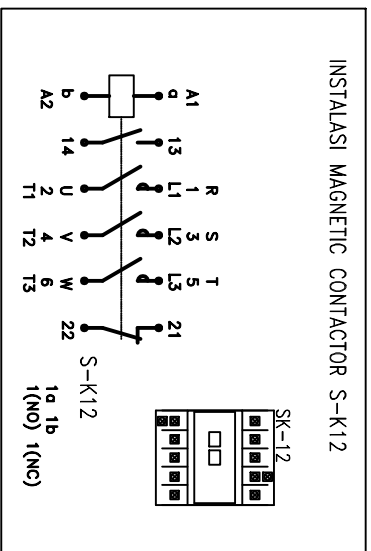 INSTALASI MAGNETIC CONTACTOR S-K12
SK-12
R S T
A1 1 3 5
a 13 L1 L2 L3 21
b 14 U V W 22
A2 2 4 6
T1 T2 T3
S-K12
1a 1b
1(NO) 1(NC)